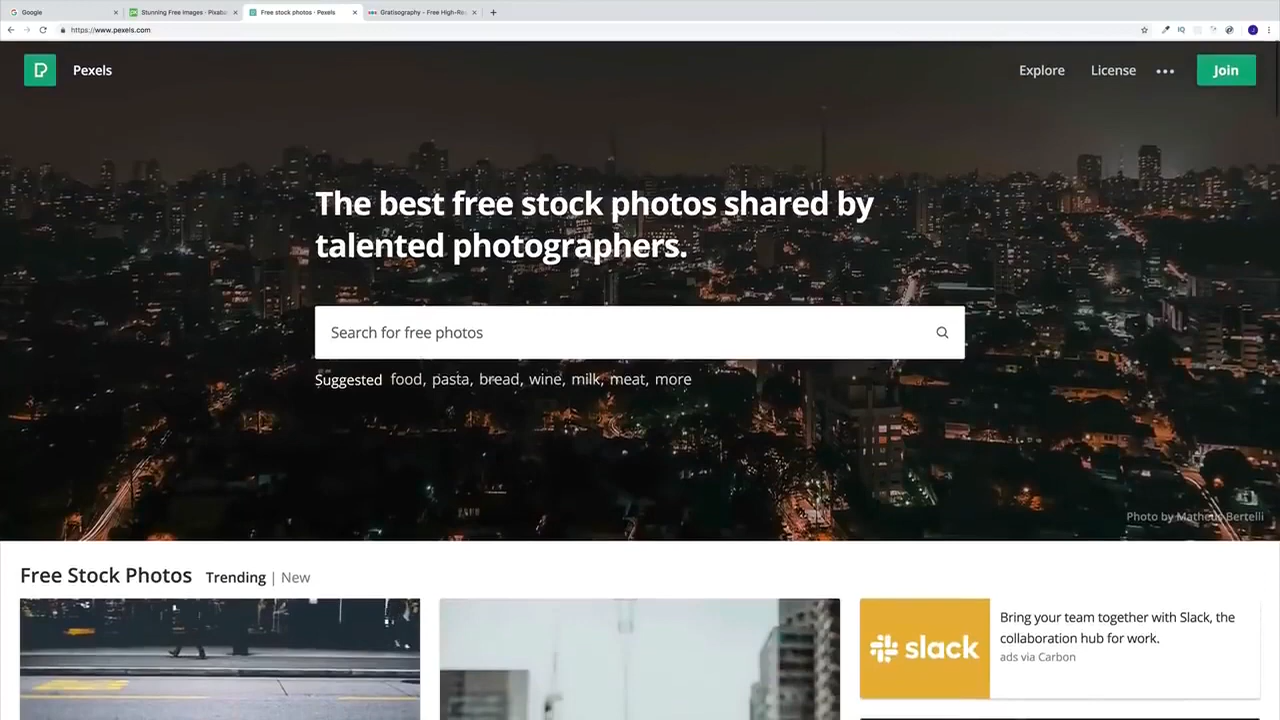 Google
Stunning Free Images - Pixaba
Free stock photos - Pexels
Gratisography - Free High-Re
https://www.pexels.com
Pexels
Explore
License
Join
The best free stock photos shared by
talented photographers.
Search for free photos
Suggested food, pasta, bread, wine, milk, meat, more
Photo by Matheus Bertelli
Free Stock Photos Trending | New
slack
Bring your team together with Slack, the
collaboration hub for work.
ads via Carbon